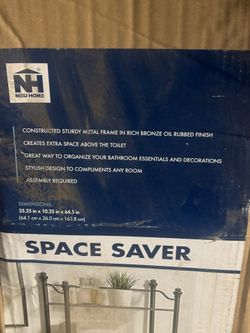 NH
NEU HOME
CONSTRUCTED STURDY METAL FRAME IN RICH BRONZE OIL RUBBED FINISH
CREATES EXTRA SPACE ABOVE THE TOILET
GREAT WAY TO ORGANIZE YOUR BATHROOM ESSENTIALS AND DECORATIONS
STYLISH DESIGN TO COMPLIMENTS ANY ROOM
ASSEMBLY REQUIRED
DIMENSIONS:
25.25 in x 10.25 in x 64.5 in
(64.1 cm x 26.0 cm x 163.8 cm)
SPACE SAVER